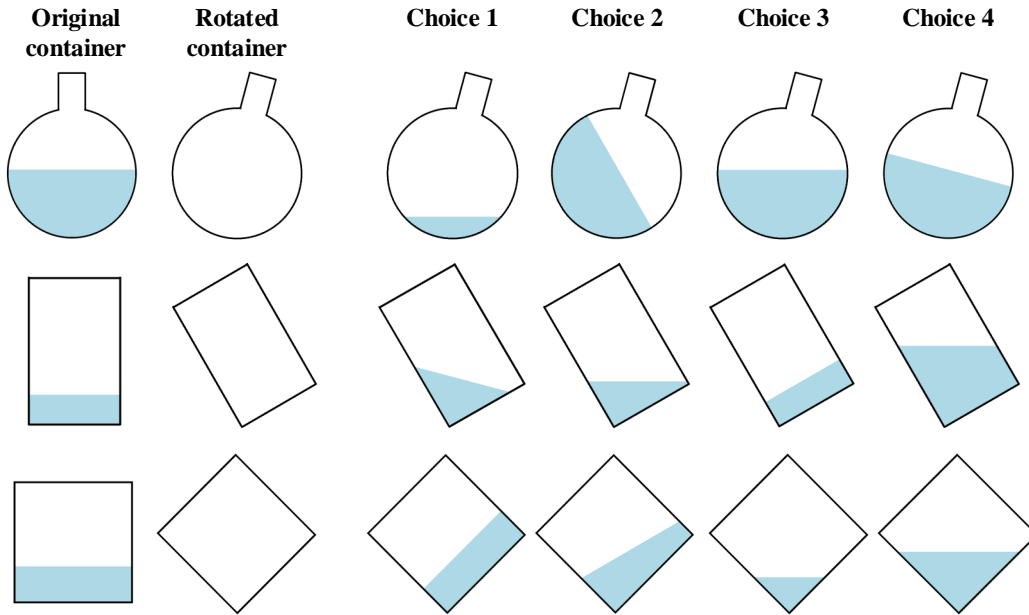 Original container
Rotated container
Choice 1
Choice 2
Choice 3
Choice 4